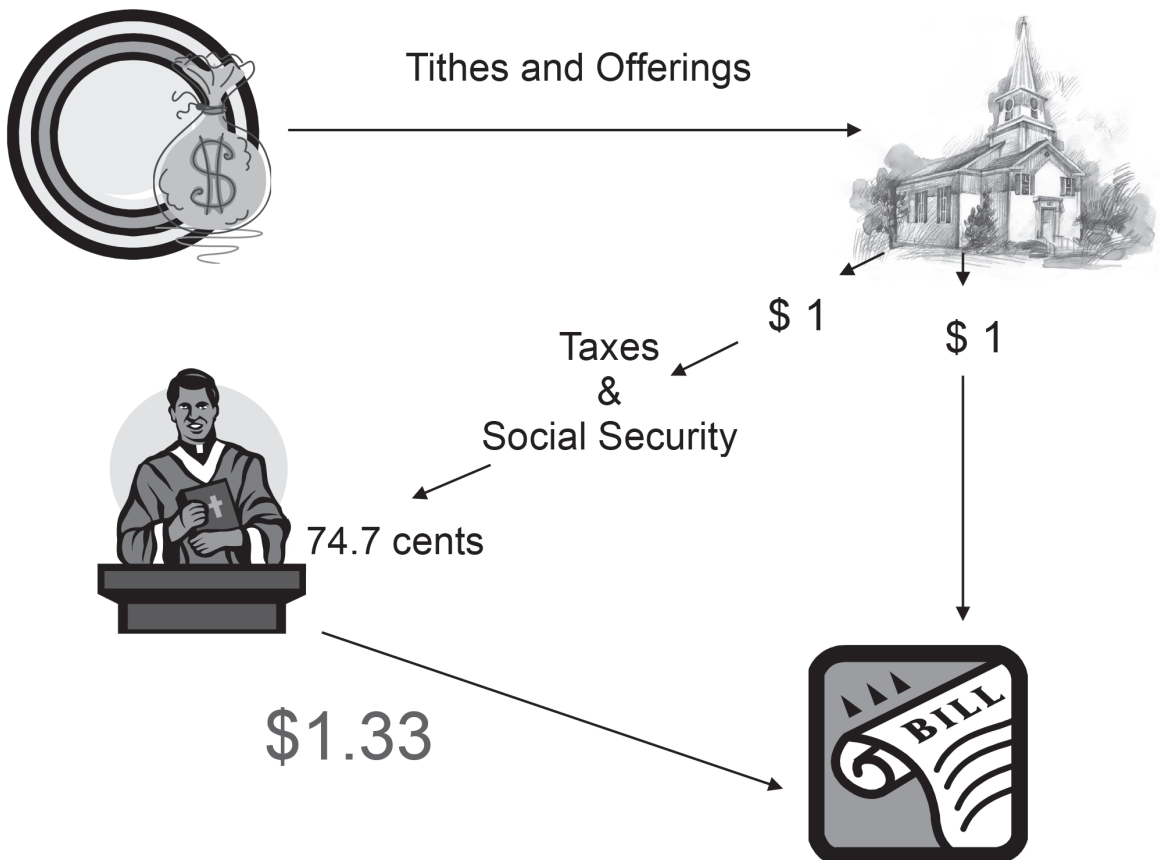 Tithes and Offerings
$
$ 1
$ 1
Taxes
&
Social Security
74.7 cents
$1.33
BILL